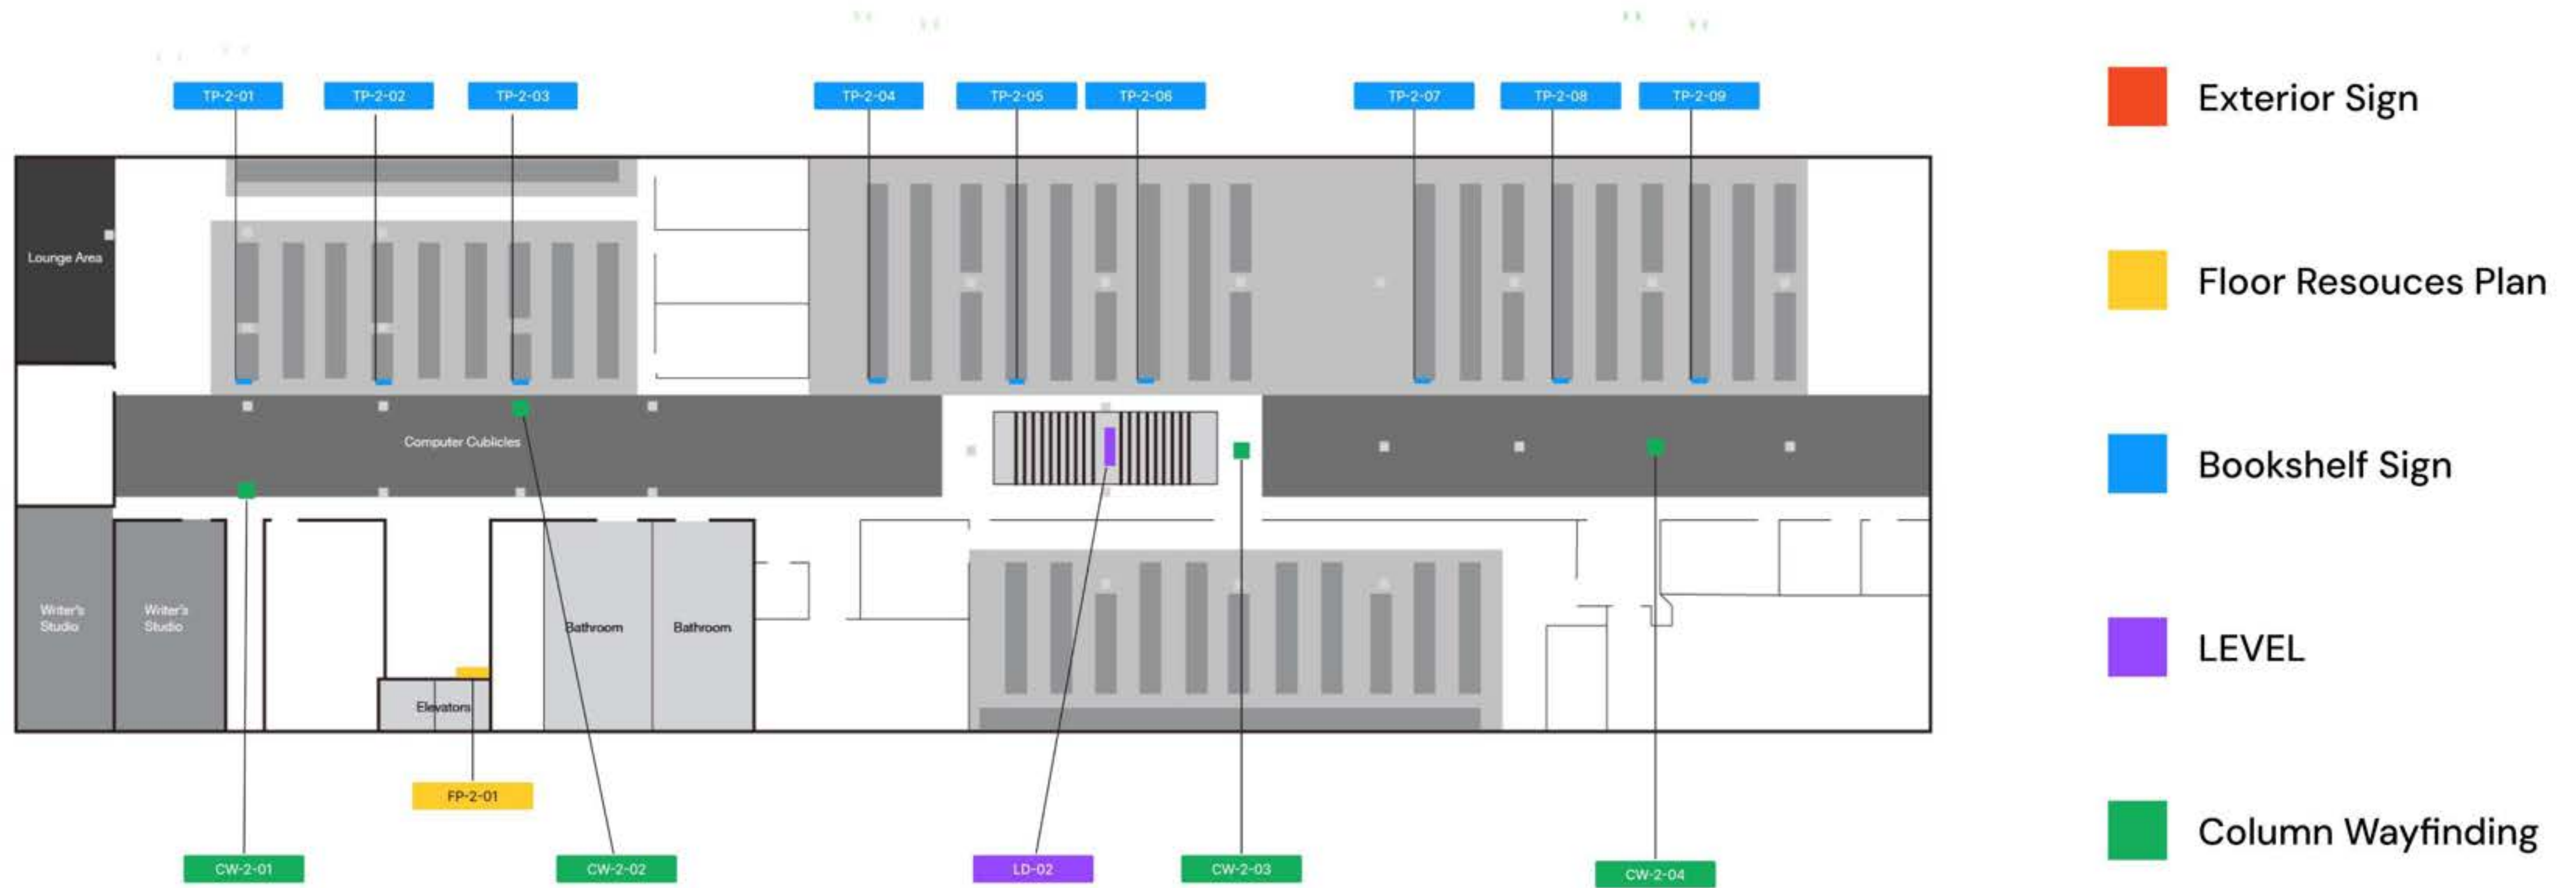 TP-2-01
TP-2-02
TP-2-03
TP-2-04
TP-2-05
TP-2-06
TP-2-07
TP-2-08
TP-2-09
Exterior Sign
Floor Resouces Plan
Bookshelf Sign
LEVEL
Column Wayfinding
Lounge Area
Computer Cublicles
Writer's
Studio
Writer's
Studio
Bathroom
Bathroom
Elevators
FP-2-01
CW-2-01
CW-2-02
LD-02
CW-2-03
CW-2-04